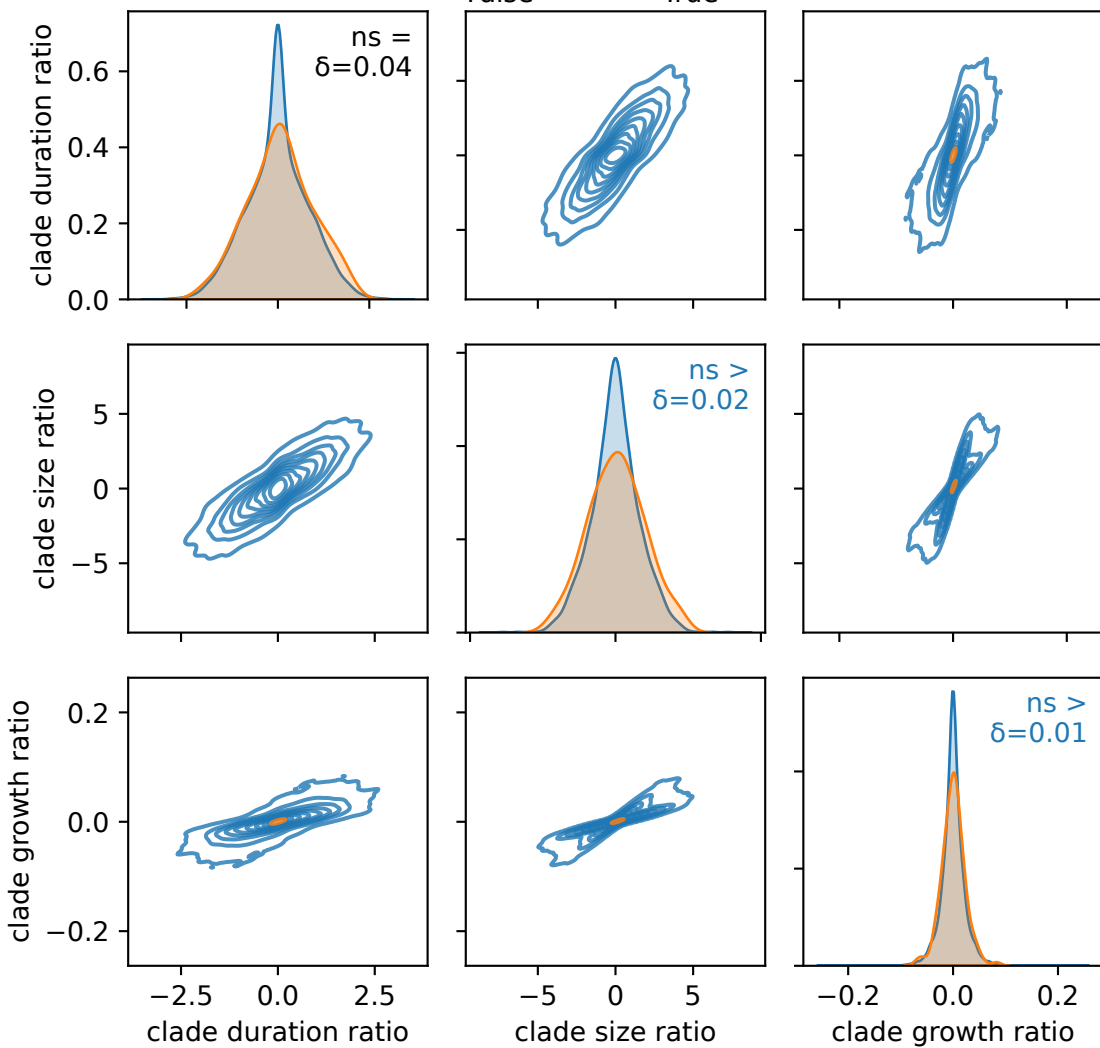 True
clade duration ratio
0.6
0.4
0.2
0.0
ns =
δ=0.04
clade size ratio
5
0
−5
ns >
δ=0.02
clade growth ratio
0.2
0.0
−0.2
ns >
δ=0.01
−2.5 0.0 2.5
clade duration ratio
−5 0 5
clade size ratio
−0.2 0.0 0.2
clade growth ratio